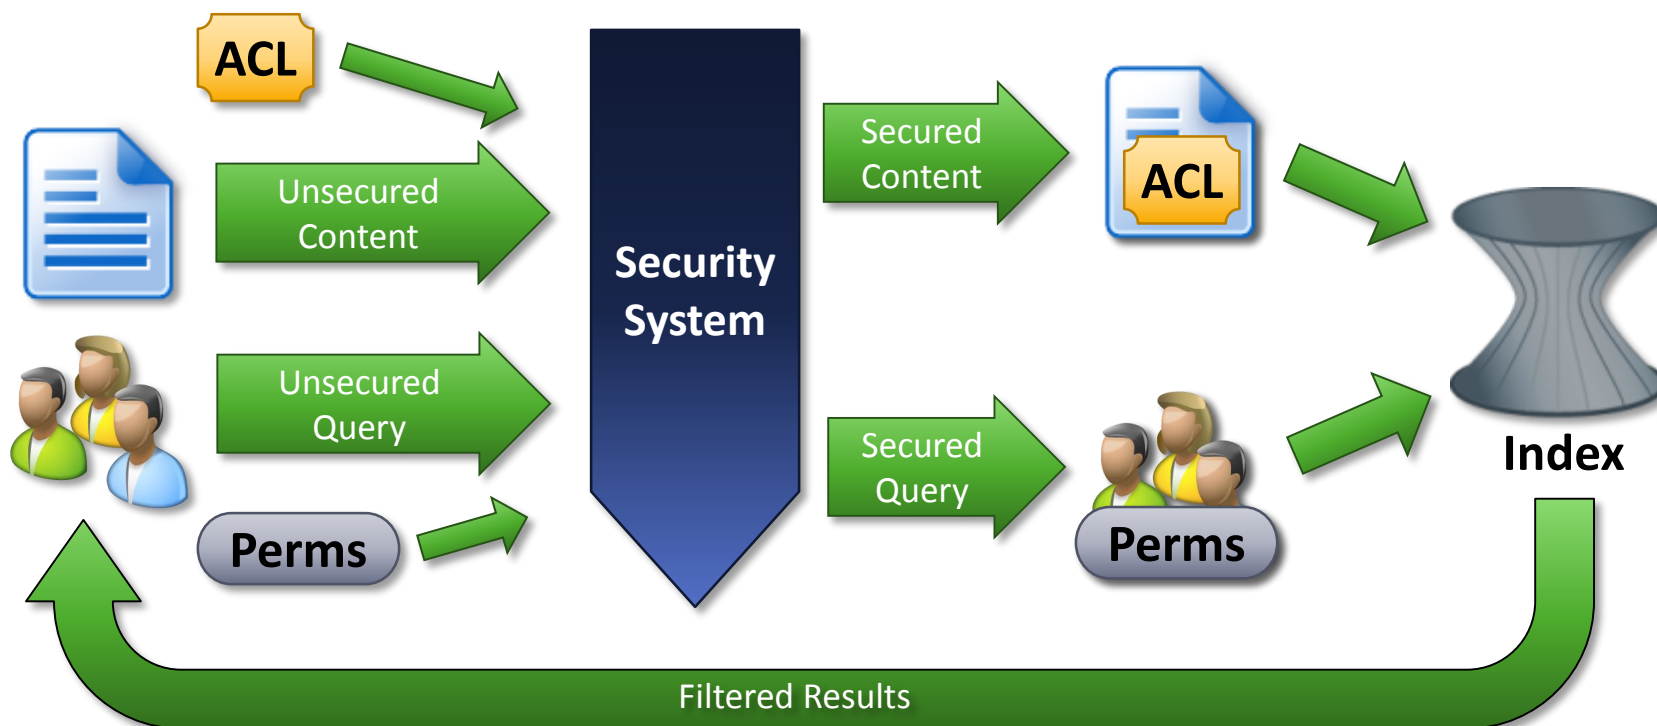 ACL
Unsecured
Content
Unsecured
Query
Perms
Security
System
Secured
Content
ACL
Secured
Query
Perms
Index
Filtered Results